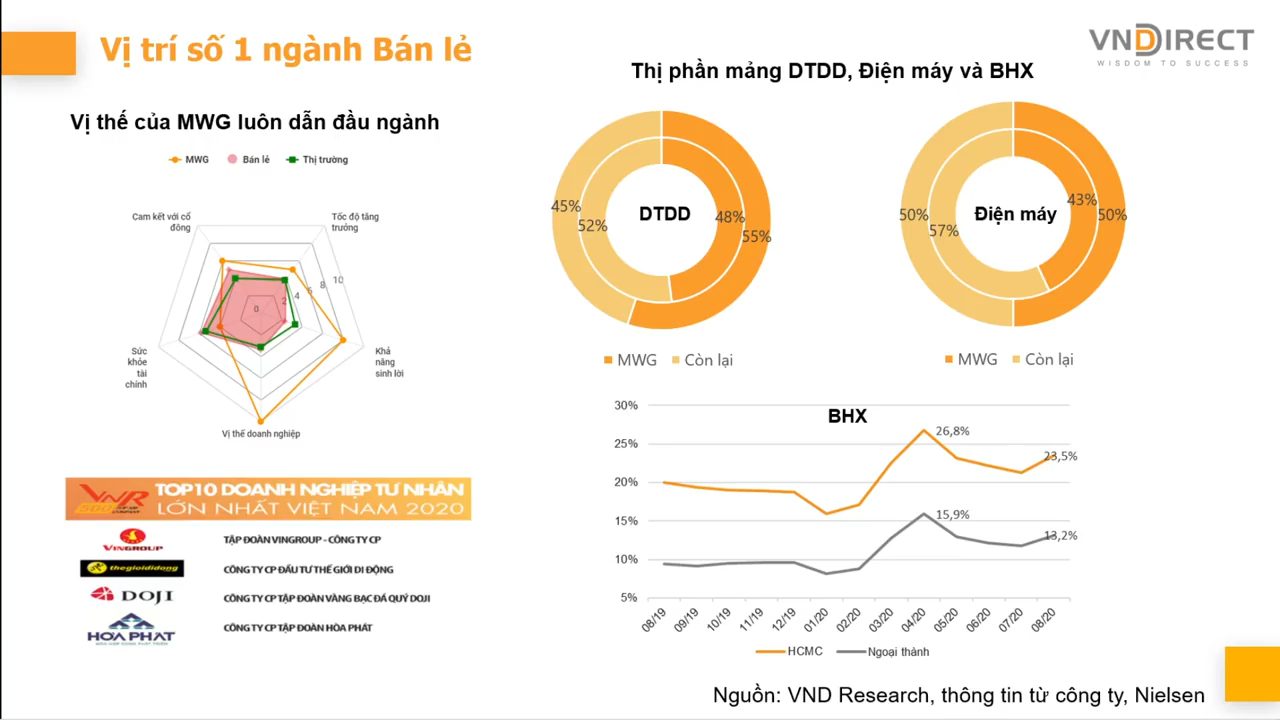 Vị trí số 1 ngành Bán lẻ
VNDIRECT
WISDOM TO SUCCESS
Vị thế của MWG luôn dẫn đầu ngành
MWG Bán lẻ Thị trường
Cam kết với cổ
đông
Tốc độ tăng
trưởng
0 2 4 6 8 10
Sức
khỏe
tài
chính
Khả
năng
sinh lời
Vị thế doanh nghiệp
VNR
500
TOP10 DOANH NGHIỆP TƯ NHÂN
LỚN NHẤT VIỆT NAM 2020
VINGROUP
TẬP ĐOÀN VINGROUP - CÔNG TY CP
thegioididong
CÔNG TY CP ĐẦU TƯ THẾ GIỚI DI ĐỘNG
DOJI
CÔNG TY CP TẬP ĐOÀN VÀNG BẠC ĐÁ QUÝ DOJI
HÒA PHÁT
CÔNG TY CP TẬP ĐOÀN HÒA PHÁT
Thị phần mảng DTDD, Điện máy và BHX
DTDD
45%
52%
48%
55%
MWG Còn lại
Điện máy
50%
57%
43%
50%
MWG Còn lại
BHX
30%
25%
20%
15%
10%
5%
26,8%
23,5%
15,9%
13,2%
08/19 09/19 10/19 11/19 12/19 01/20 02/20 03/20 04/20 05/20 06/20 07/20 08/20
HCMC Ngoại thành
Nguồn: VND Research, thông tin từ công ty, Nielsen